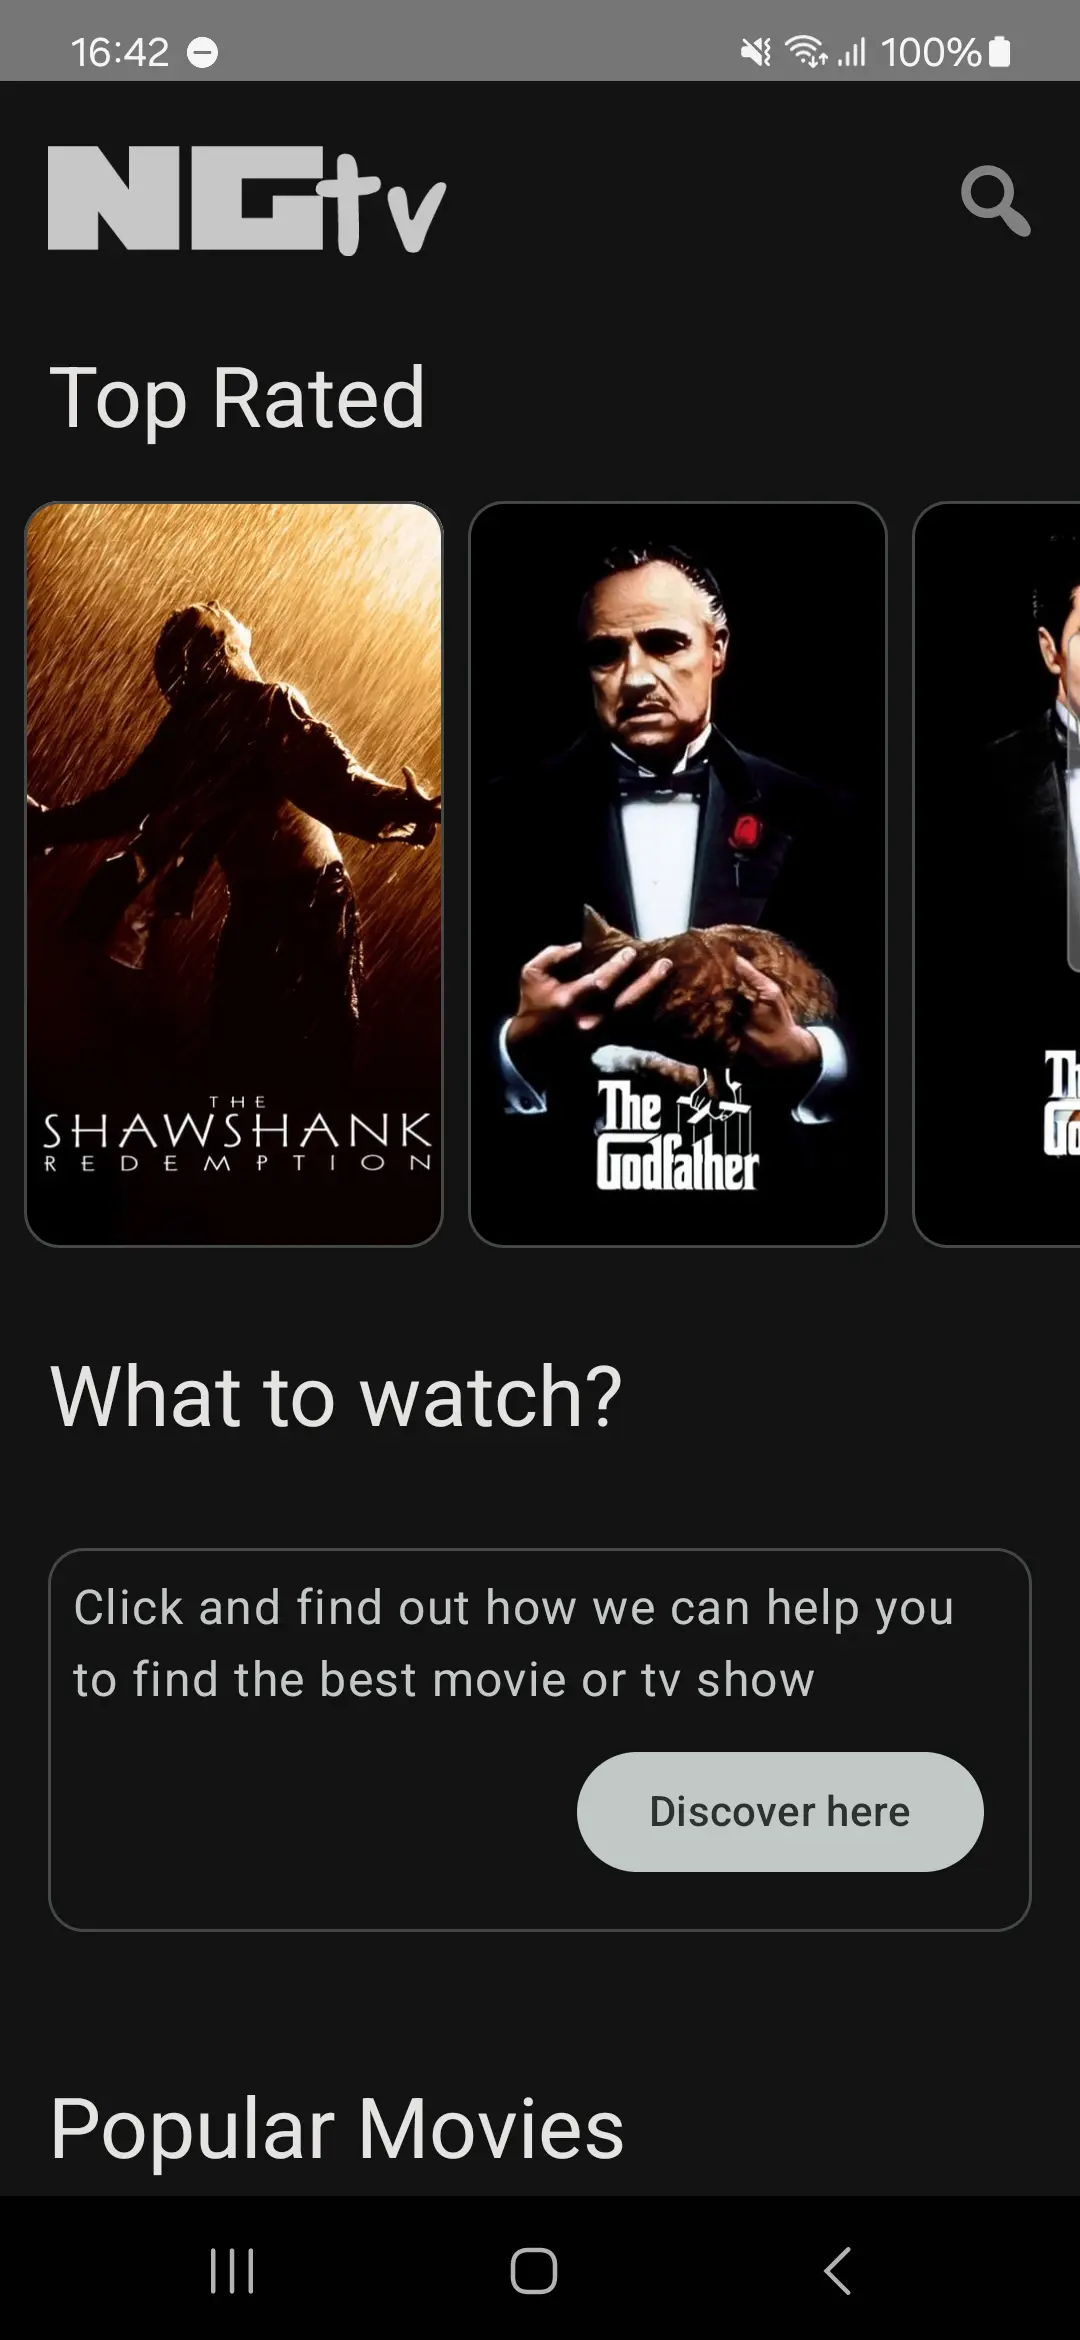 16:42
100%
NGtv
Top Rated
THE
SHAWSHANK
REDEMPTION
The
Godfather
What to watch?
Click and find out how we can help you
to find the best movie or tv show
Discover here
Popular Movies